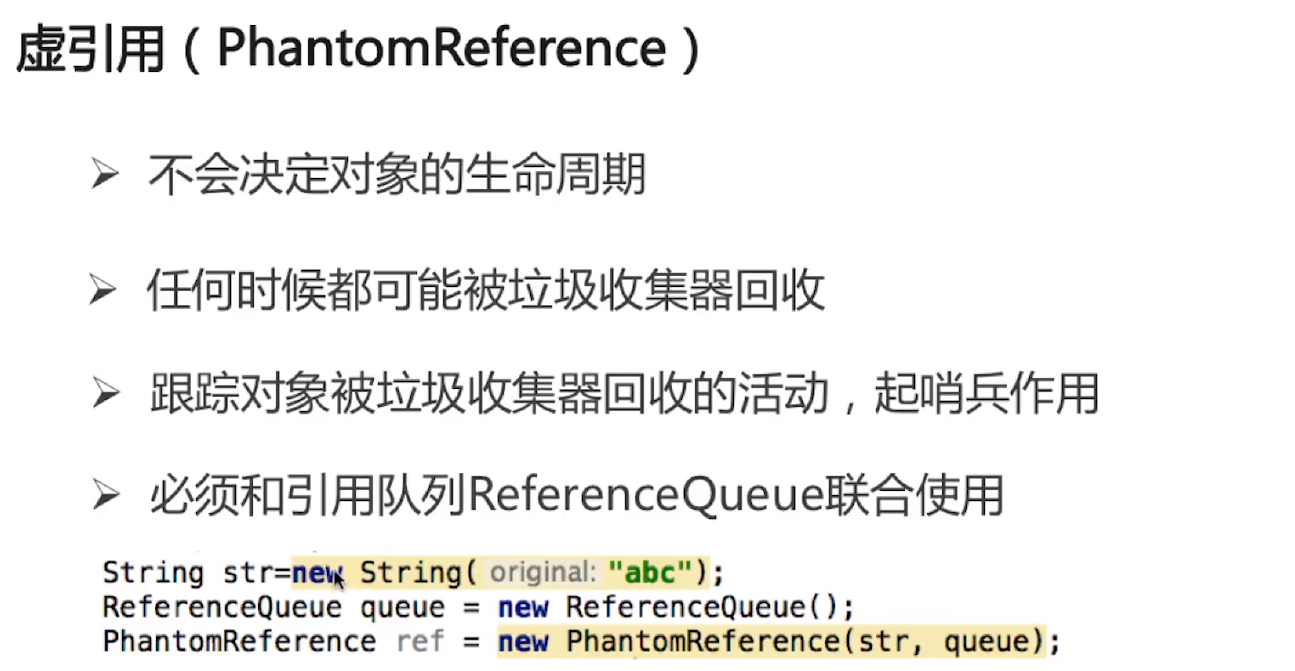 虚引用（PhantomReference）
➢ 不会决定对象的生命周期
➢ 任何时候都可能被垃圾收集器回收
➢ 跟踪对象被垃圾收集器回收的活动，起哨兵作用
➢ 必须和引用队列ReferenceQueue联合使用
String str=new String( original: "abc");
ReferenceQueue queue = new ReferenceQueue();
PhantomReference ref = new PhantomReference(str, queue);